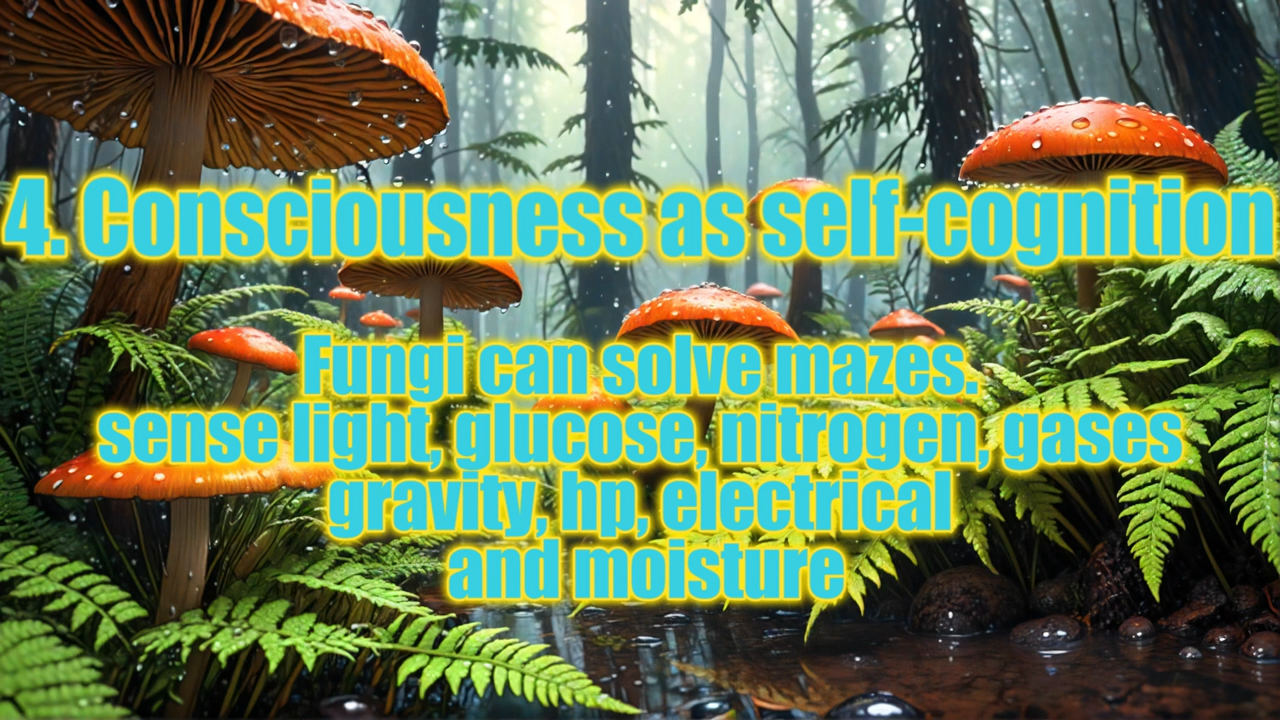 4. Consciousness as self-cognition
Fungi can solve mazes.
sense light, glucose, nitrogen, gases
gravity, hp, electrical
and moisture